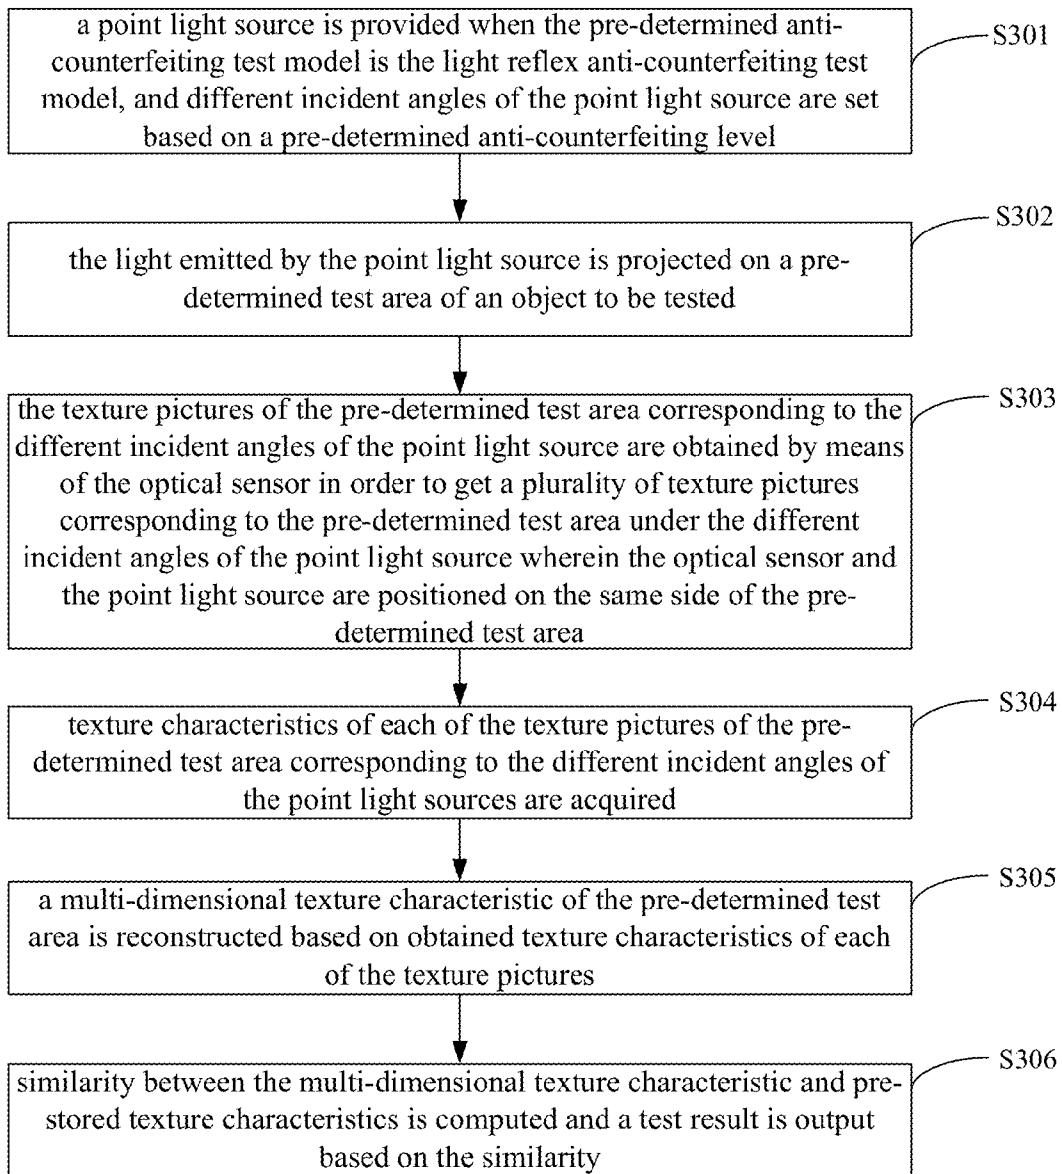 a point light source is provided when the pre-determined anti-
counterfeiting test model is the light reflex anti-counterfeiting test
model, and different incident angles of the point light source are set
based on a pre-determined anti-counterfeiting level
S301
the light emitted by the point light source is projected on a pre-
determined test area of an object to be tested
S302
the texture pictures of the pre-determined test area corresponding to the
different incident angles of the point light source are obtained by means
of the optical sensor in order to get a plurality of texture pictures
corresponding to the pre-determined test area under the different
incident angles of the point light source wherein the optical sensor and
the point light source are positioned on the same side of the pre-
determined test area
S303
texture characteristics of each of the texture pictures of the pre-
determined test area corresponding to the different incident angles of
the point light sources are acquired
S304
a multi-dimensional texture characteristic of the pre-determined test
area is reconstructed based on obtained texture characteristics of each
of the texture pictures
S305
similarity between the multi-dimensional texture characteristic and pre-
stored texture characteristics is computed and a test result is output
based on the similarity
S306